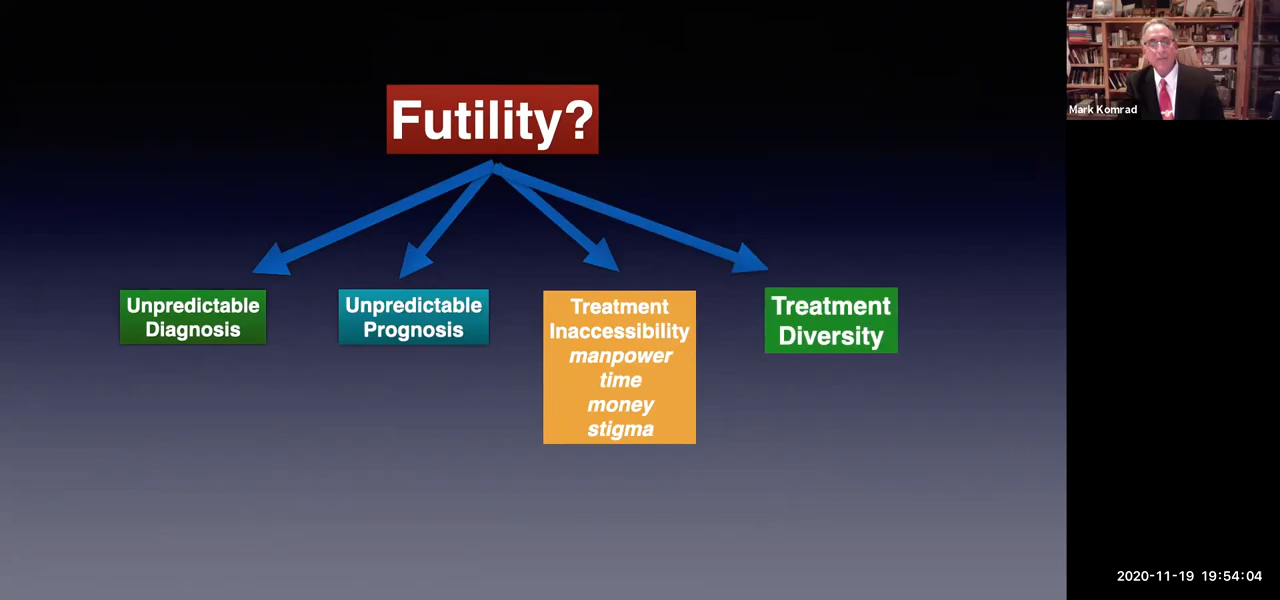 Futility?
Unpredictable
Diagnosis
Unpredictable
Prognosis
Treatment
Inaccessibility
manpower
time
money
stigma
Treatment
Diversity
Mark Komrad
2020-11-19 19:54:04